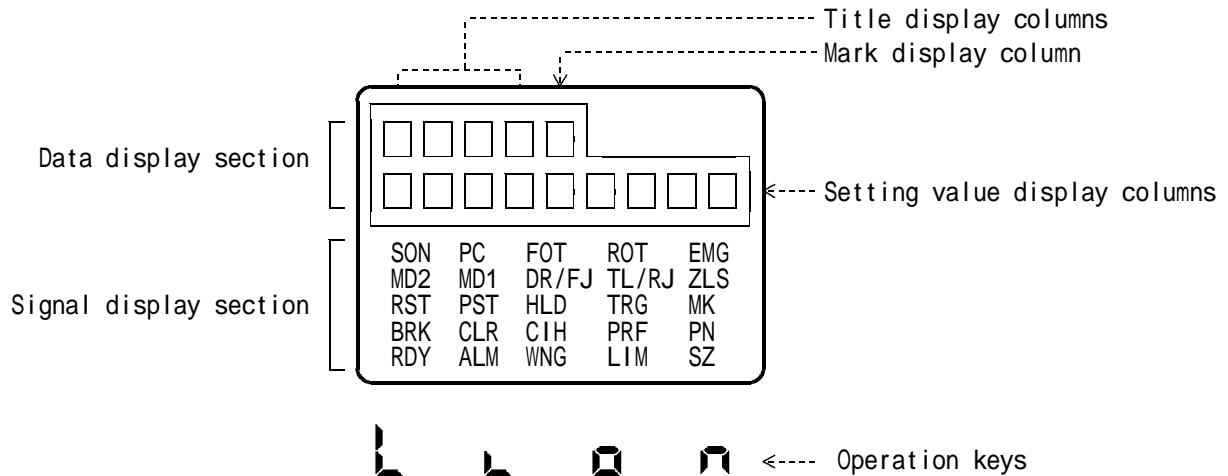 Title display columns
Mark display column
Data display section
Setting value display columns
Signal display section
SON PC FOT ROT EMG
MD2 MD1 DR/FJ TL/RJ ZLS
RST PST HLD TRG MK
BRK CLR CIH PRF PN
RDY ALM WNG LIM SZ
Operation keys